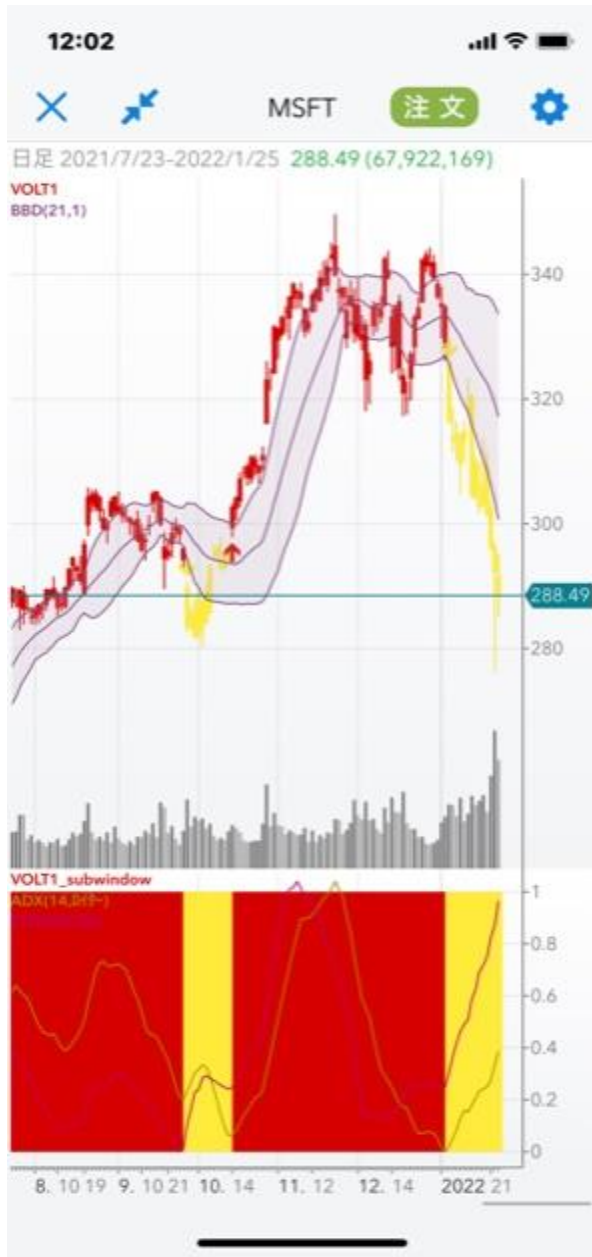 12:02
MSFT 注文
日足 2021/7/23-2022/1/25 288.49 (67,922,169)
VOLT1
BBD(21,1)
340
320
300
288.49
280
VOLT1_subwindow
ADX(14,
1
0.8
0.6
0.4
0.2
0
8. 10 19 9. 10 21 10. 14 11. 12 12. 14 2022 21